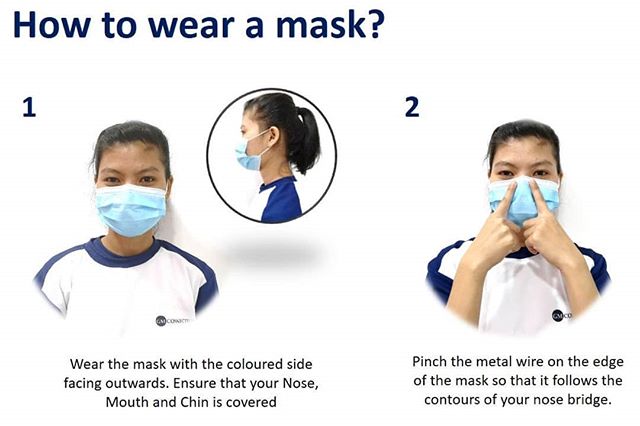 How to wear a mask?
1
2
Wear the mask with the coloured side
facing outwards. Ensure that your Nose,
Mouth and Chin is covered
Pinch the metal wire on the edge
of the mask so that it follows the
contours of your nose bridge.